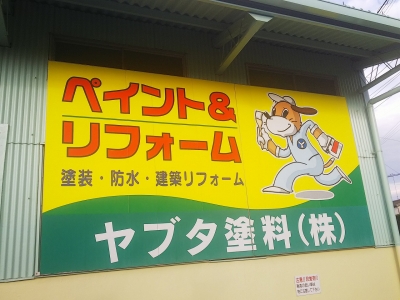 ペイント&
リフォーム
塗装・防水・建築リフォーム
ヤブタ塗料(株)